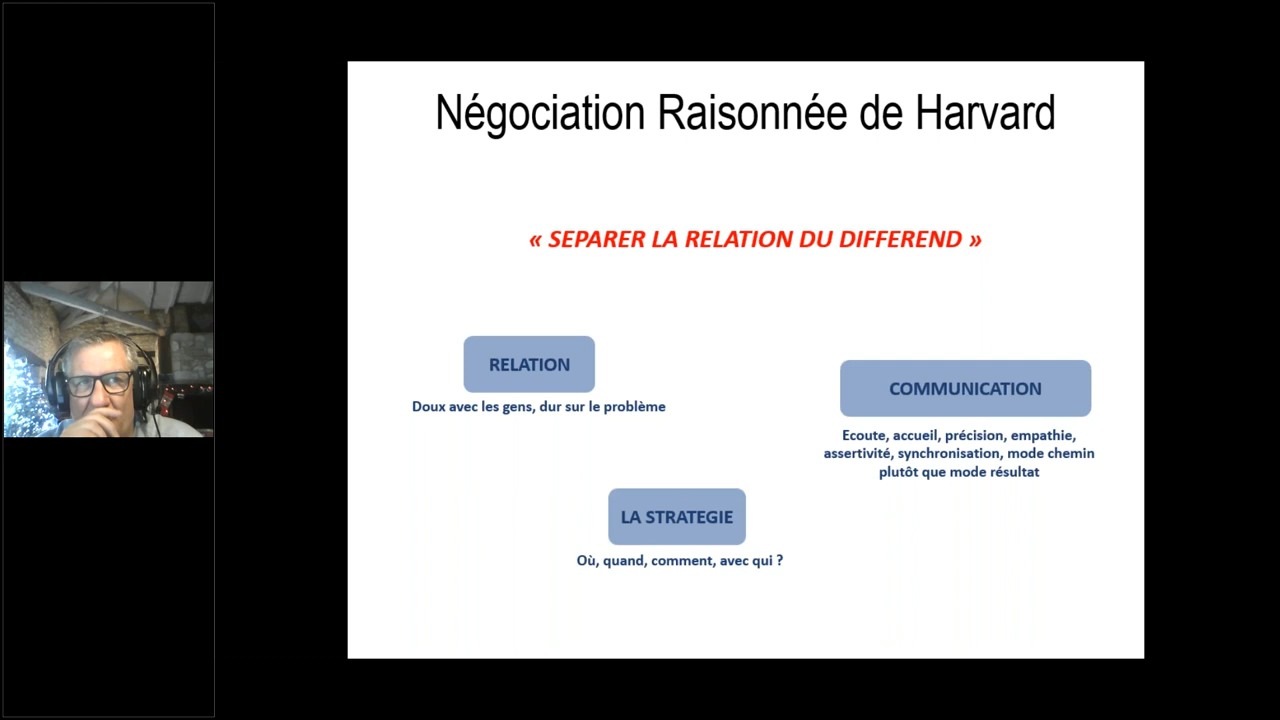 Négociation Raisonnée de Harvard
« SEPARER LA RELATION DU DIFFEREND »
RELATION
Doux avec les gens, dur sur le problème
COMMUNICATION
Ecoute, accueil, précision, empathie,
assertivité, synchronisation, mode chemin
plutôt que mode résultat
LA STRATEGIE
Où, quand, comment, avec qui ?